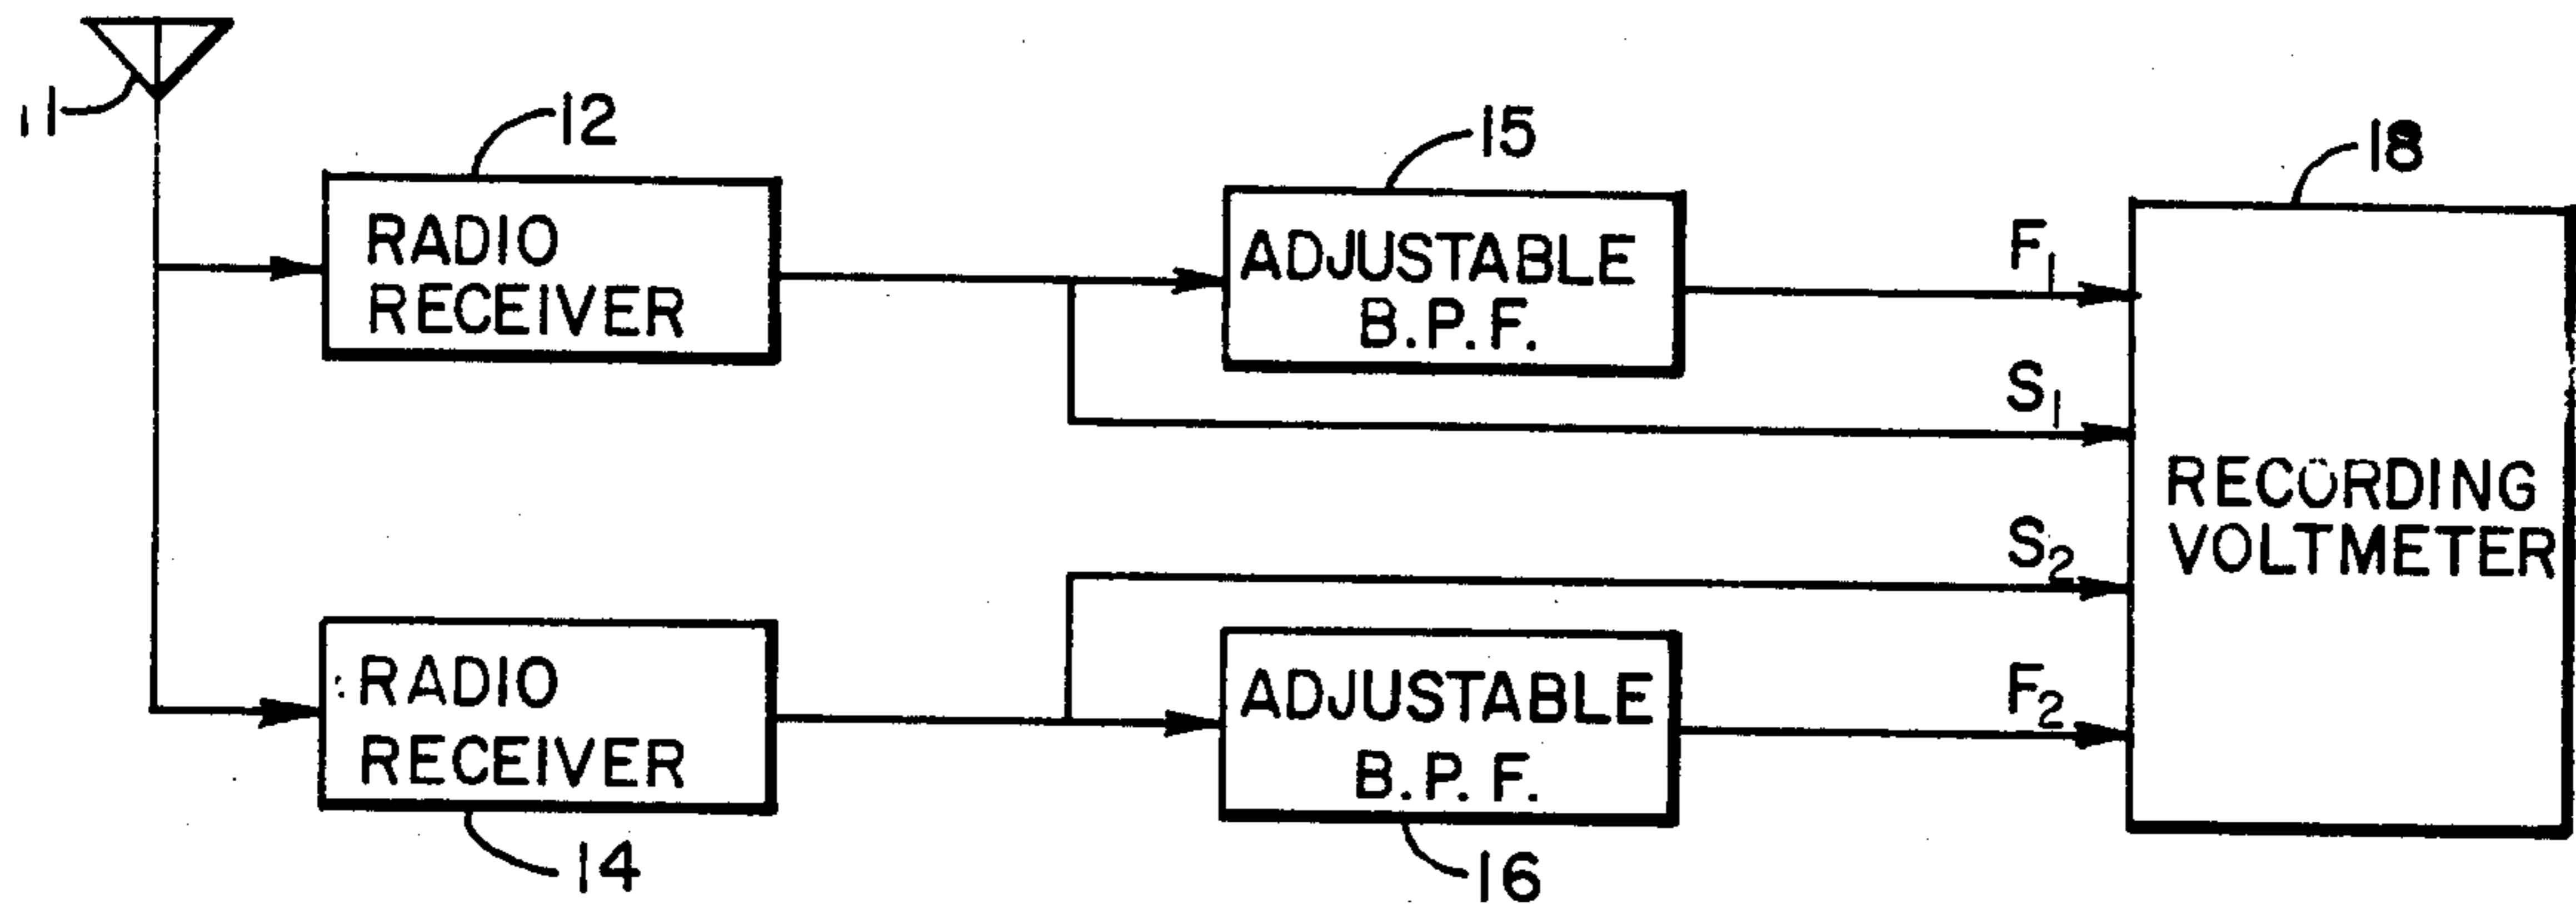 11
12
15
18
RADIO
RECEIVER
ADJUSTABLE
B.P.F.
F1
S1
RECORDING
VOLTMETER
S2
F2
RADIO
RECEIVER
ADJUSTABLE
B.P.F.
14
16